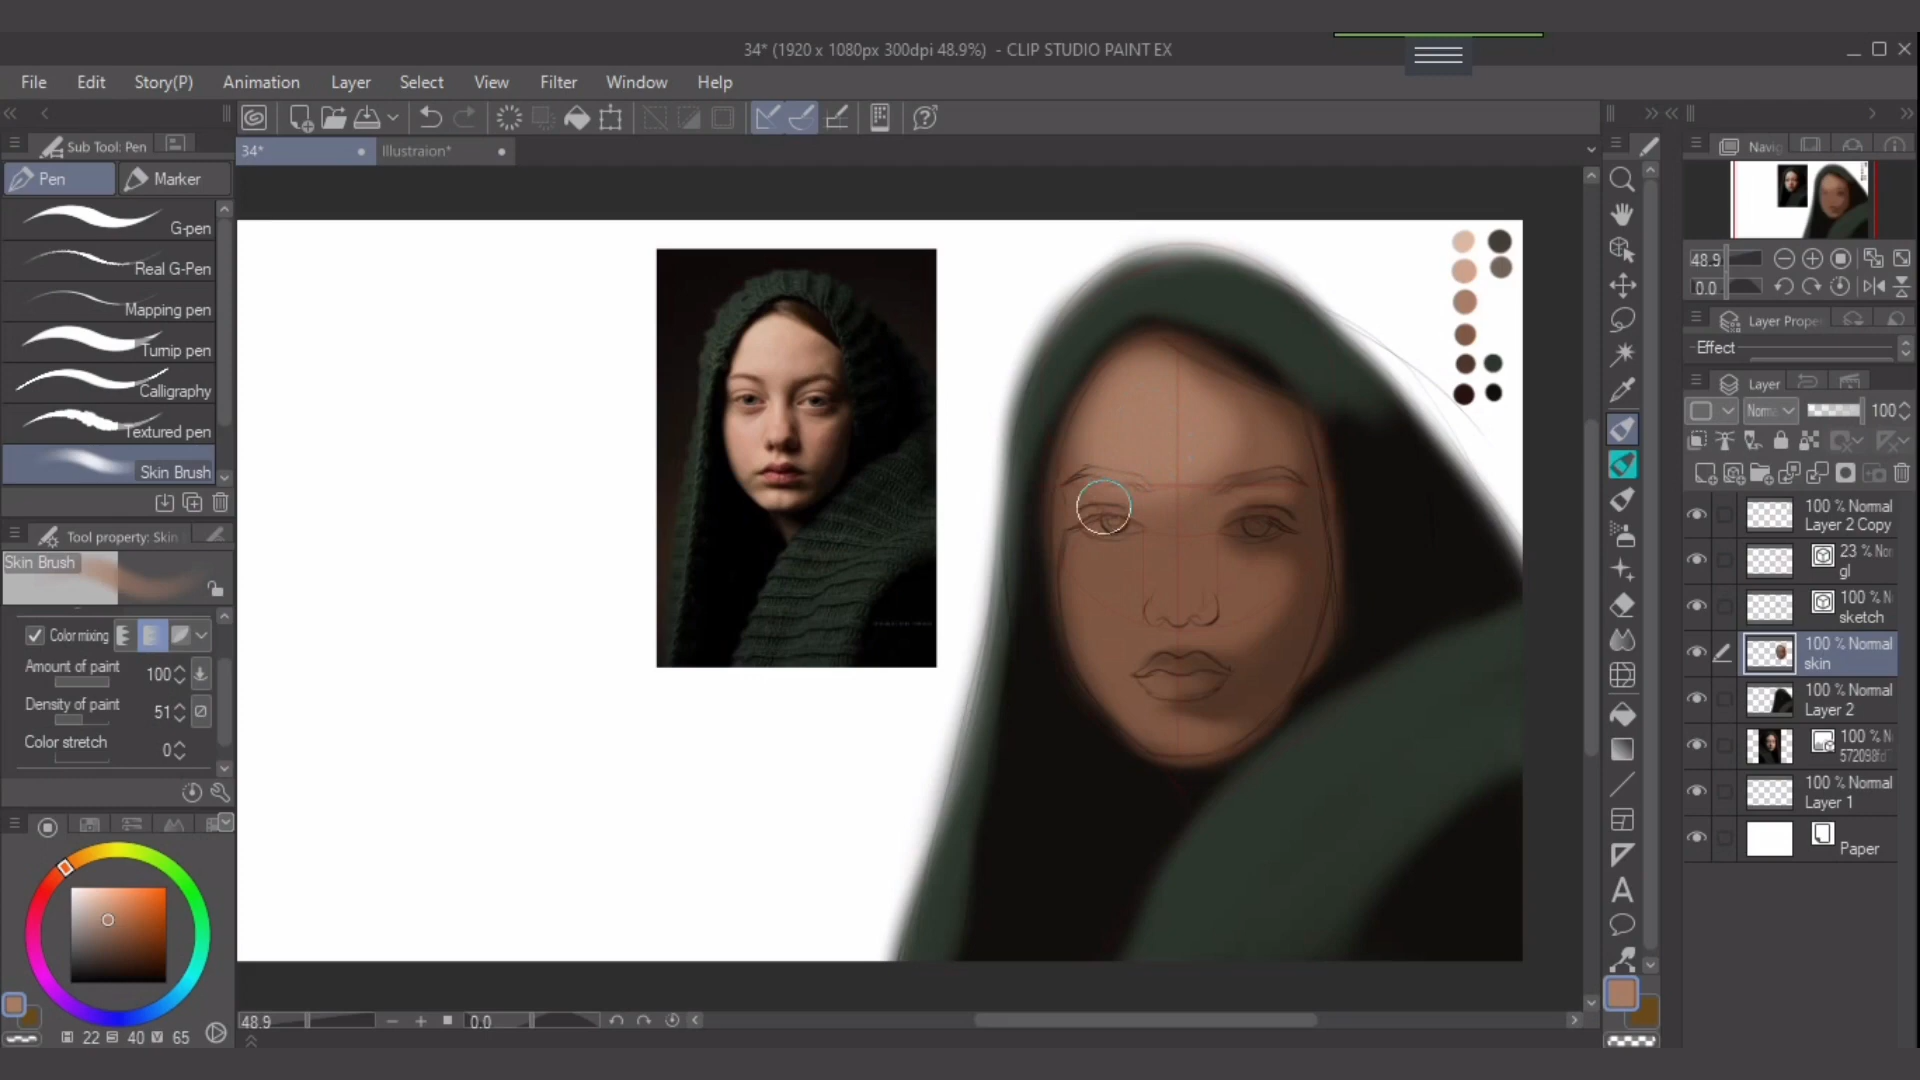 34* (1920 x 1080px 300dpi 48.9%) - CLIP STUDIO PAINT EX
File Edit Story(P) Animation Layer Select View Filter Window Help
Sub Tool: Pen
34* Illustraion*
Pen Marker
G-pen
Real G-Pen
Mapping pen
Turnip pen
Calligraphy
Textured pen
Skin Brush
Tool property: Skin
Skin Brush
Color mixing
Amount of paint 100
Density of paint 51
Color stretch 0
H 22 S 40 V 65
48.9 0.0
Navig
48.9
0.0
Layer Prope
Effect
Layer
Norma 100
100 % Normal
Layer 2 Copy
23 % Nor
gl
100 % N
sketch
100 % Normal
skin
100 % Normal
Layer 2
100 % N
572098fd
100 % Normal
Layer 1
Paper